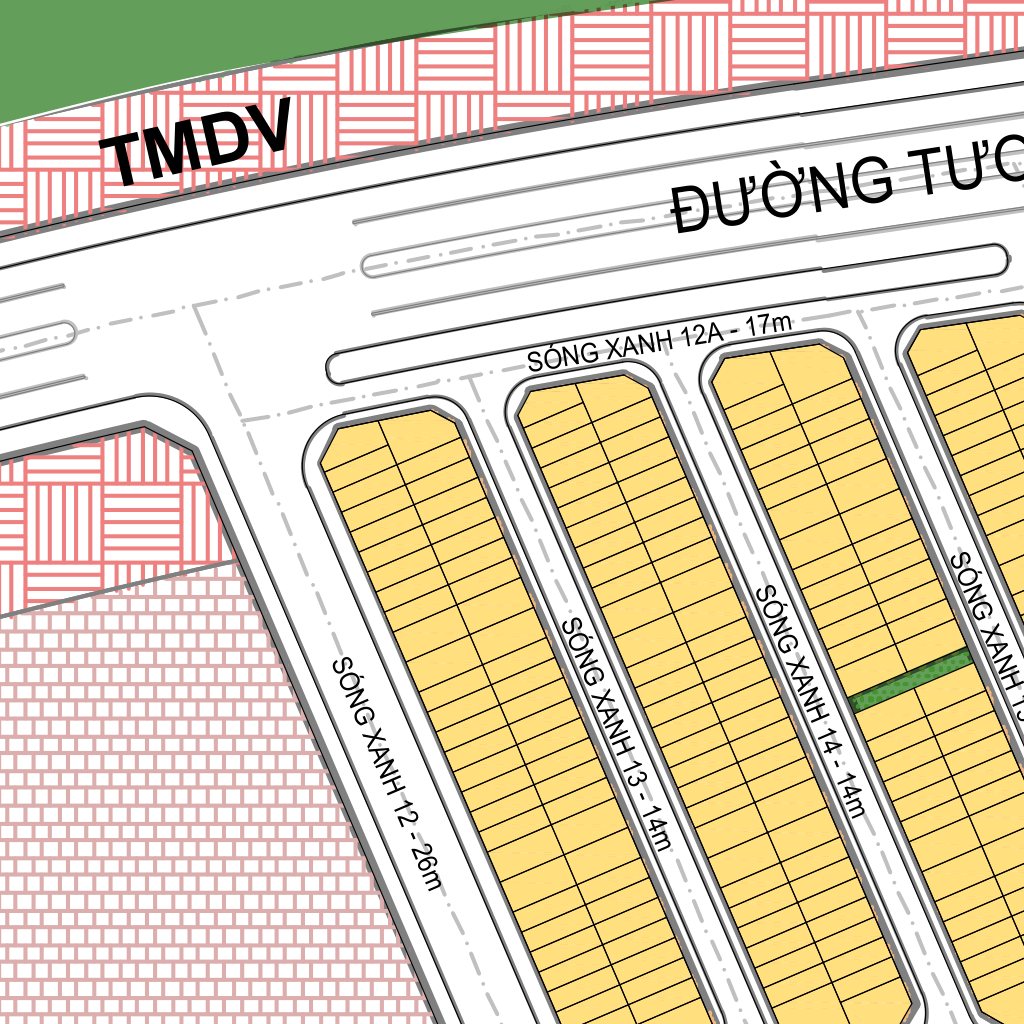 TMDV
ĐƯỜNG
SÓNG XANH 12A - 17m
SÓNG XANH 12 - 26m
SÓNG XANH 13 - 14m
SÓNG XANH 14 - 14m
SÓNG XANH